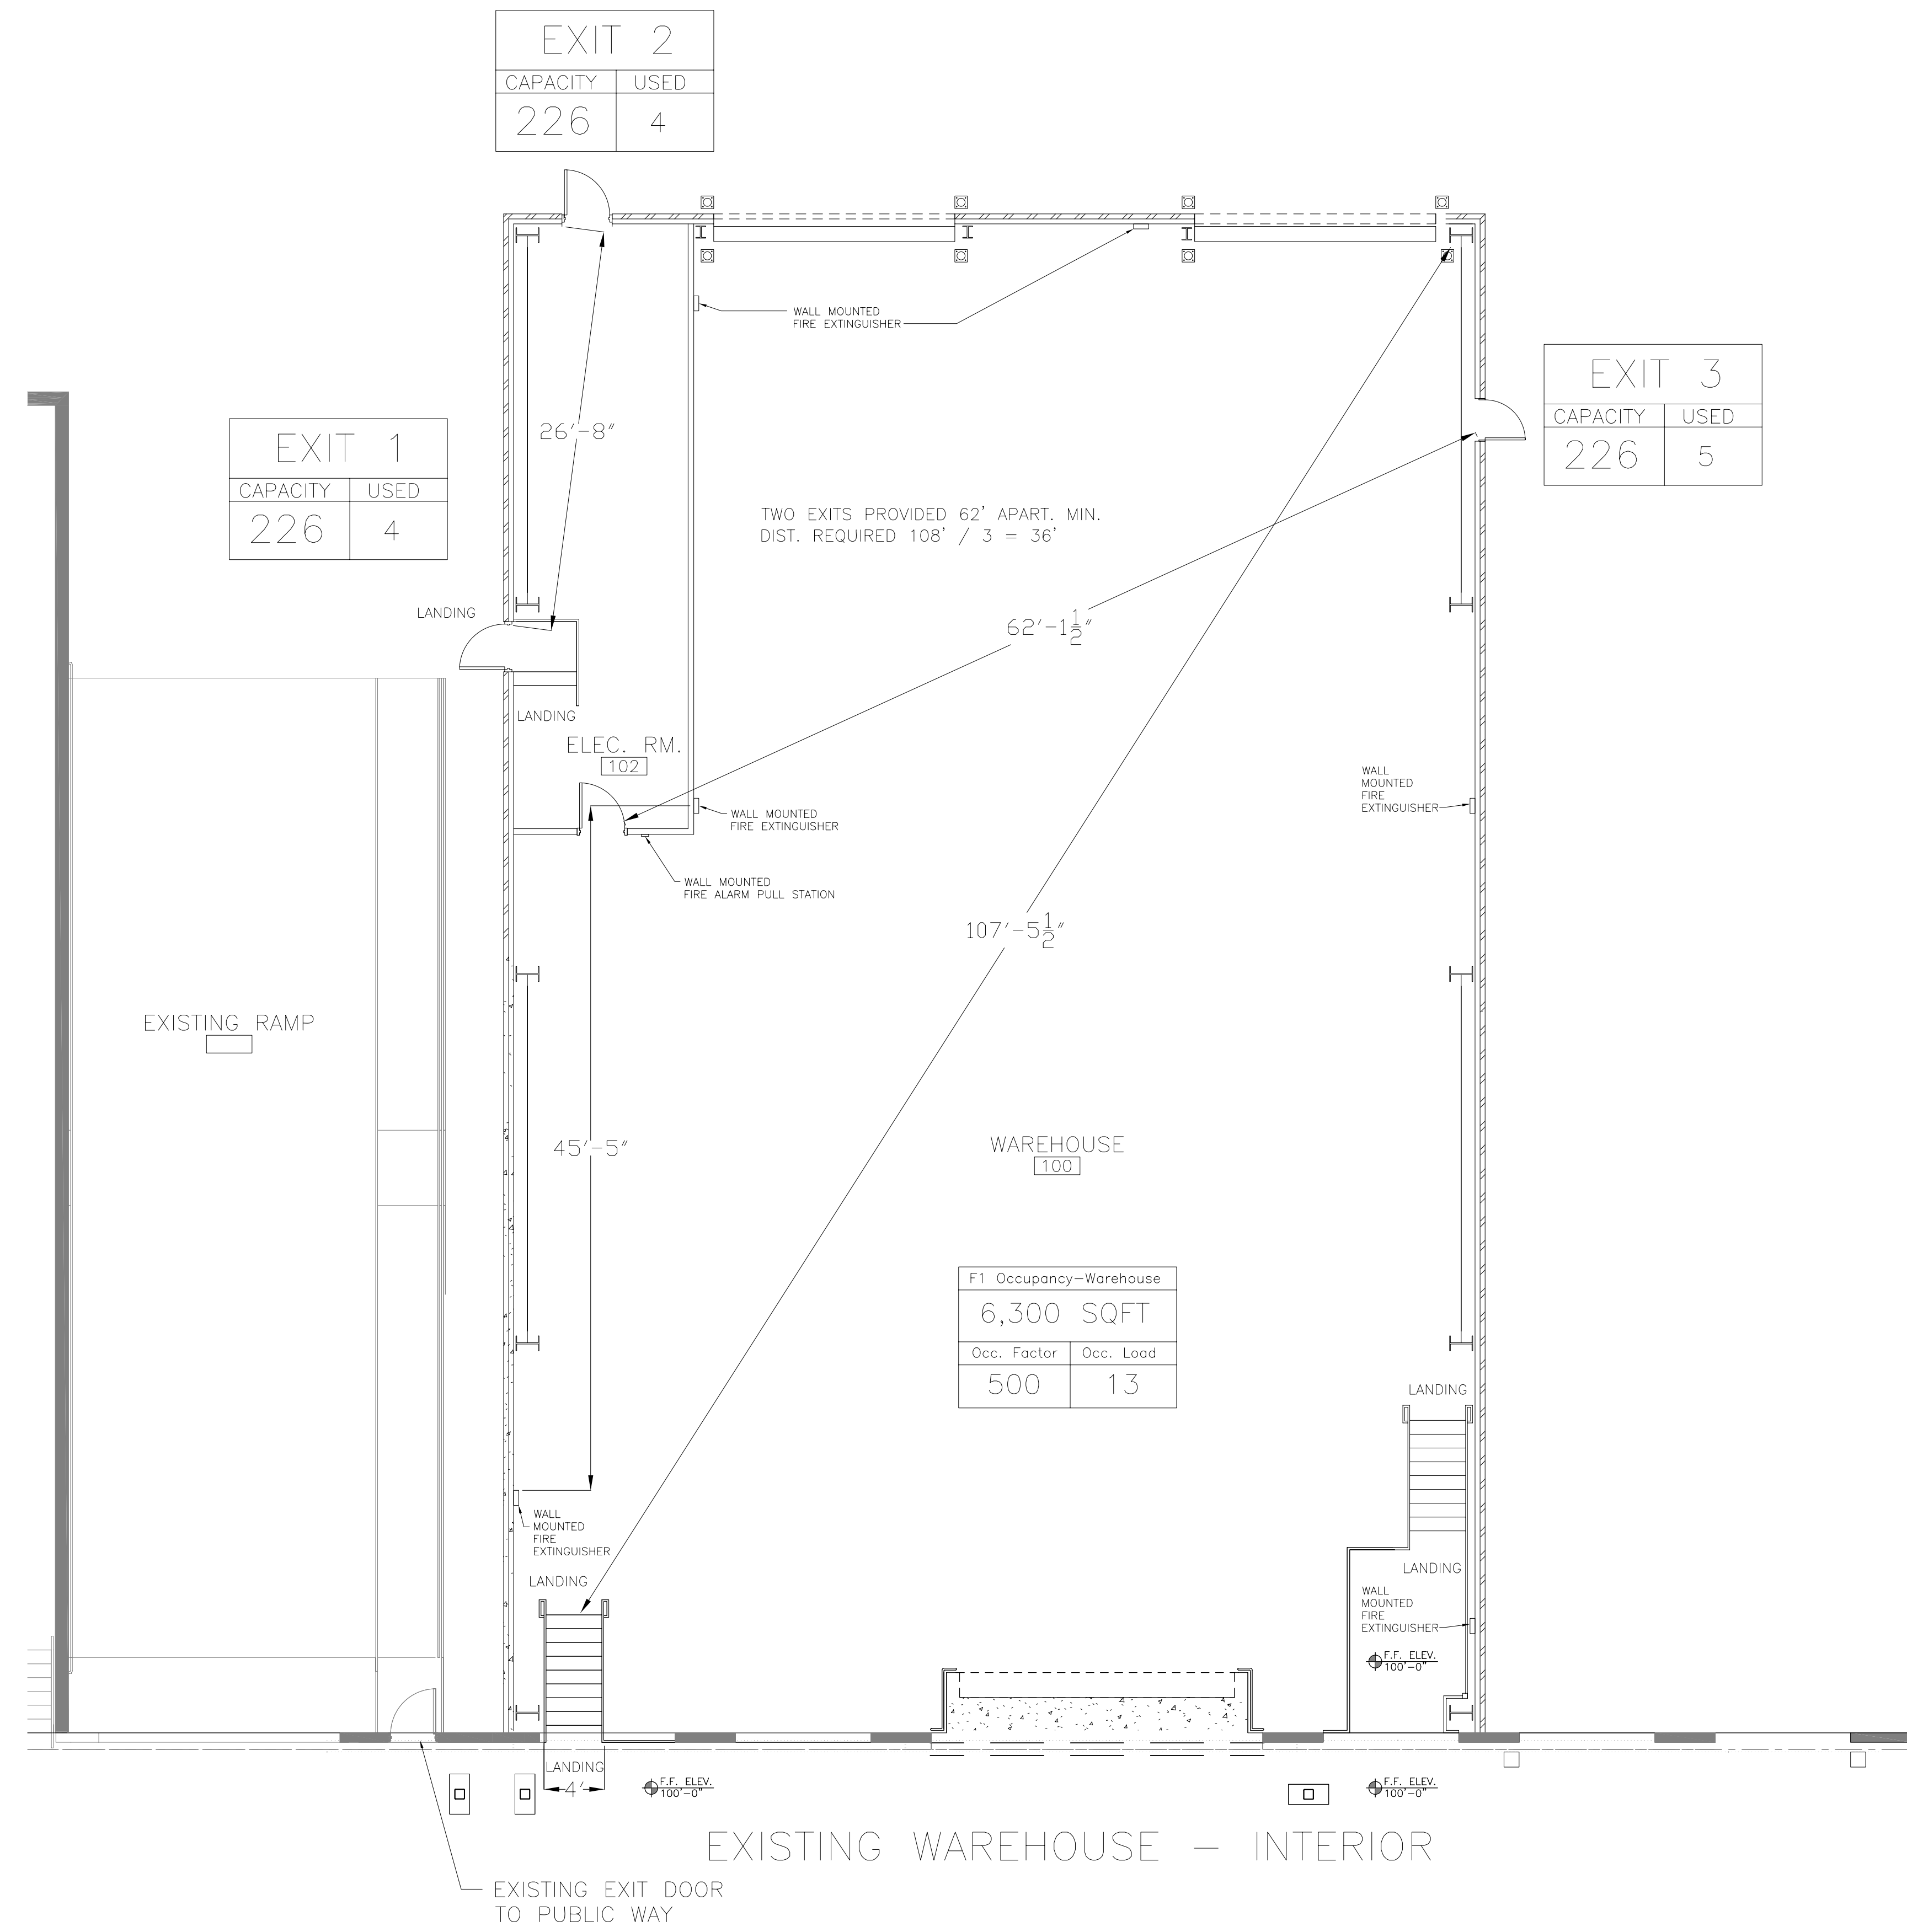 EXIT 2
CAPACITY USED
226 4
WALL MOUNTED
FIRE EXTINGUISHER
EXIT 3
CAPACITY USED
226 5
EXIT 1
CAPACITY USED
226 4
26'-8"
TWO EXITS PROVIDED 62' APART. MIN.
DIST. REQUIRED 108' / 3 = 36'
LANDING
62'-1 1/2"
LANDING
ELEC. RM.
102
WALL
MOUNTED
FIRE
EXTINGUISHER
WALL MOUNTED
FIRE EXTINGUISHER
WALL MOUNTED
FIRE ALARM PULL STATION
107'-5 1/2"
EXISTING RAMP
45'-5"
WAREHOUSE
100
F1 Occupancy-Warehouse
6,300 SQFT
Occ. Factor Occ. Load
500 13
LANDING
WALL
MOUNTED
FIRE
EXTINGUISHER
LANDING
LANDING
WALL
MOUNTED
FIRE
EXTINGUISHER
F.F. ELEV.
100'-0"
LANDING
4'
F.F. ELEV.
100'-0"
F.F. ELEV.
100'-0"
EXISTING WAREHOUSE - INTERIOR
EXISTING EXIT DOOR
TO PUBLIC WAY